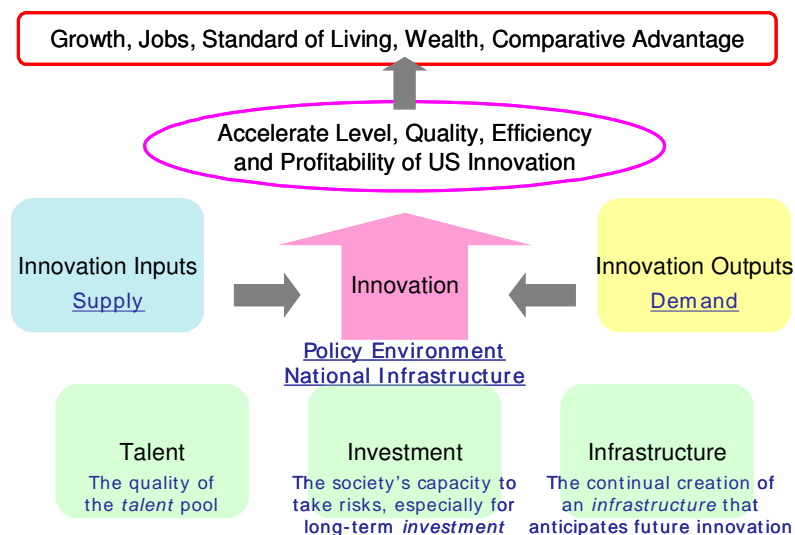 Growth, Jobs, Standard of Living, Wealth, Comparative Advantage
Accelerate Level, Quality, Efficiency
and Profitability of US Innovation
Innovation Inputs
Supply
Innovation
Innovation Outputs
Demand
Policy Environment
National Infrastructure
Talent
The quality of
the talent pool
Investment
The society's capacity to
take risks, especially for
long-term investment
Infrastructure
The continual creation of
an infrastructure that
anticipates future innovation